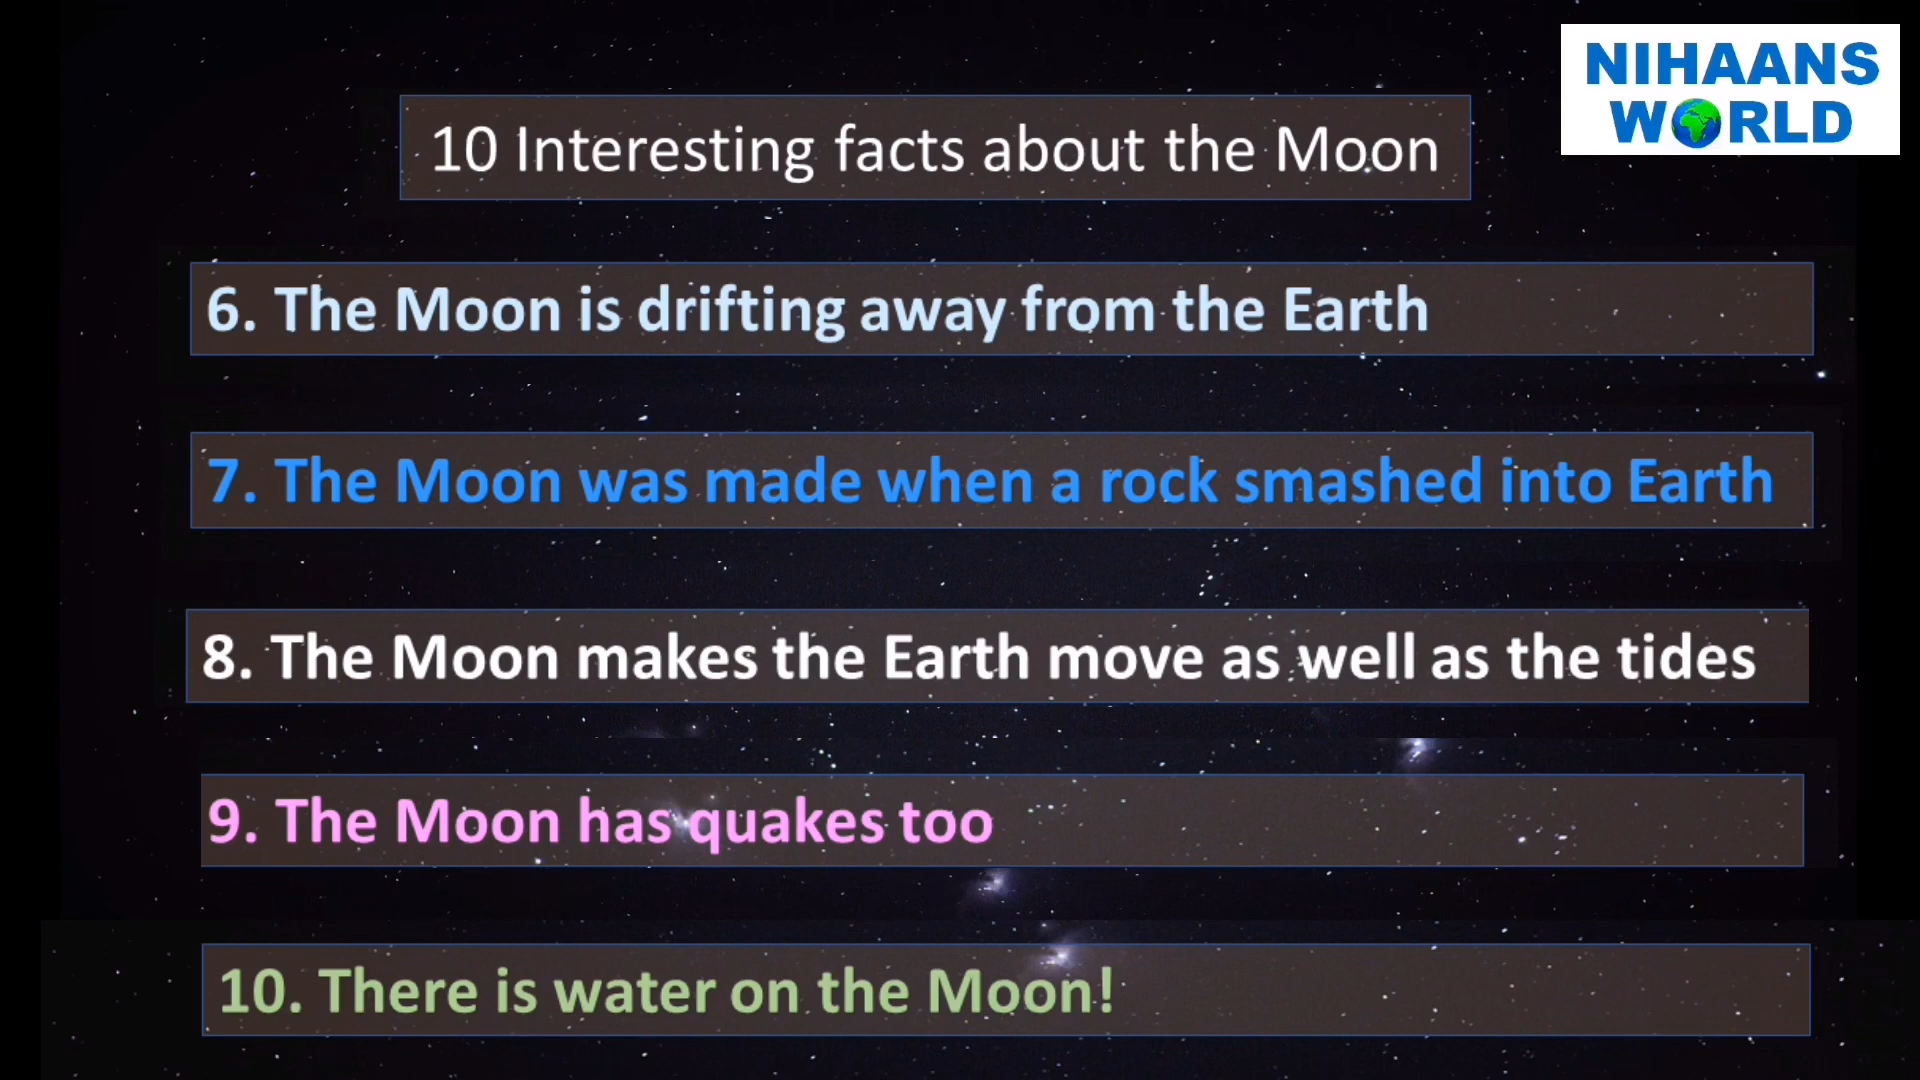 NIHAANS
WORLD
10 Interesting facts about the Moon
6. The Moon is drifting away from the Earth
7. The Moon was made when a rock smashed into Earth
8. The Moon makes the Earth move as well as the tides
9. The Moon has quakes too
10. There is water on the Moon!